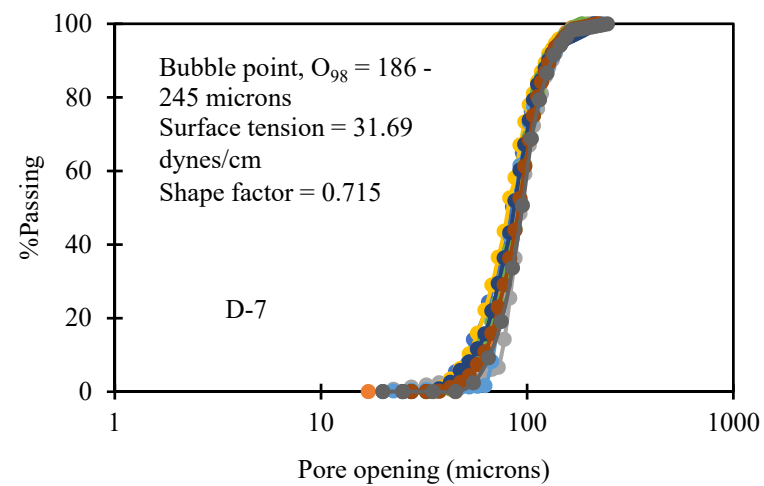 100
80
60
40
20
0
%Passing
Bubble point, O₉₈ = 186 -
245 microns
Surface tension = 31.69
dynes/cm
Shape factor = 0.715
D-7
1 10 100 1000
Pore opening (microns)